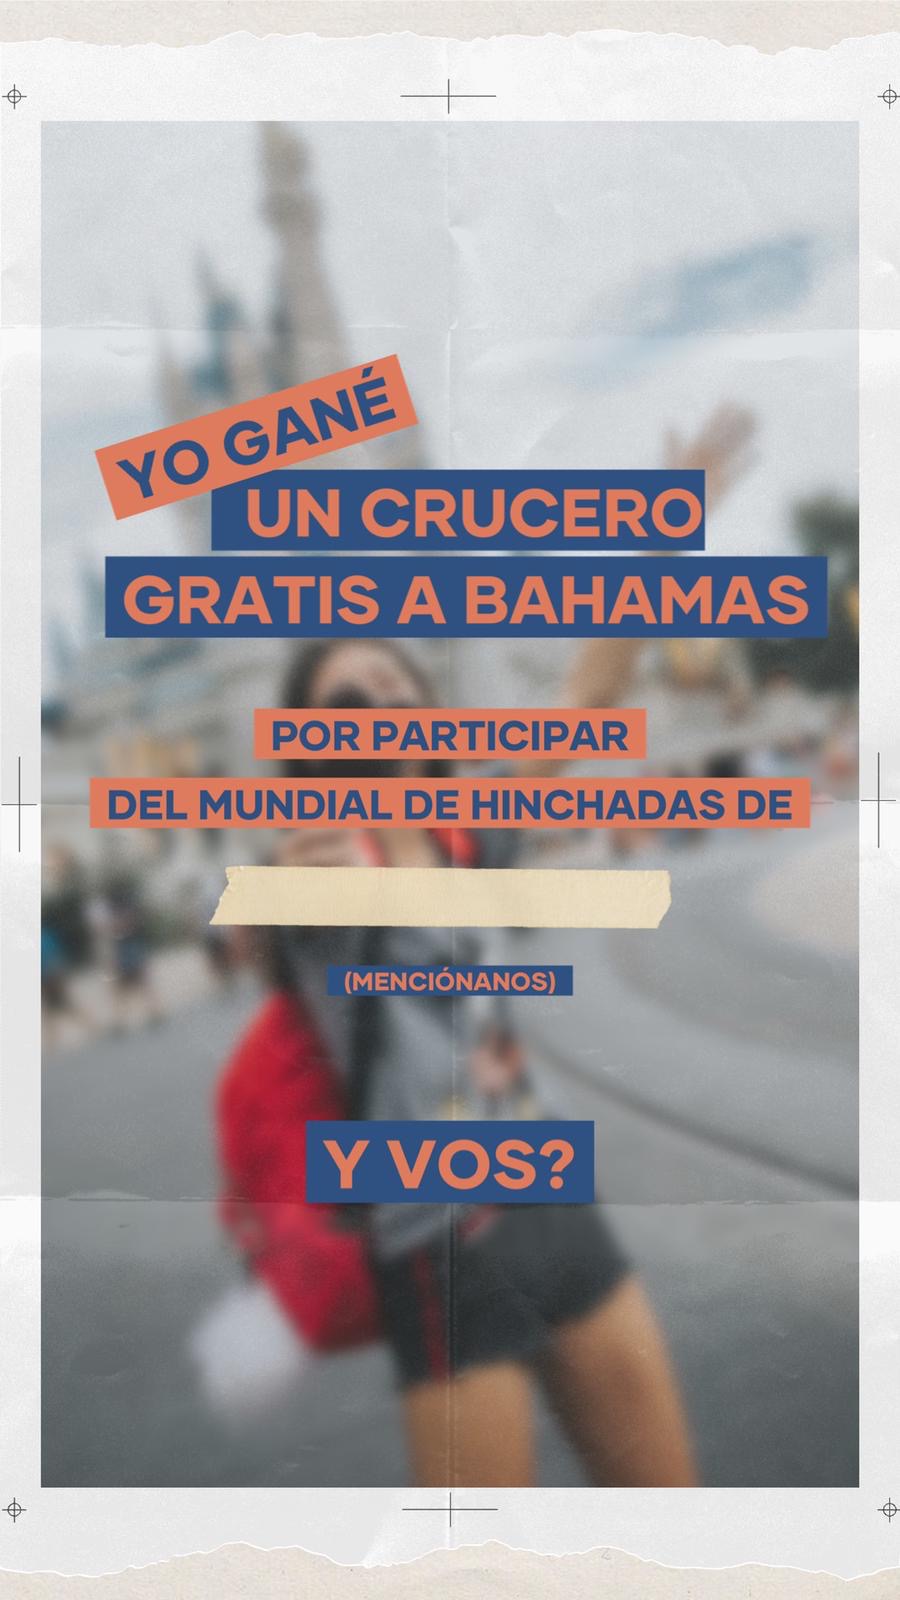 YO GANÉ
UN CRUCERO
GRATIS A BAHAMAS
POR PARTICIPAR
DEL MUNDIAL DE HINCHADAS DE
(MENCIÓNANOS)
Y VOS?